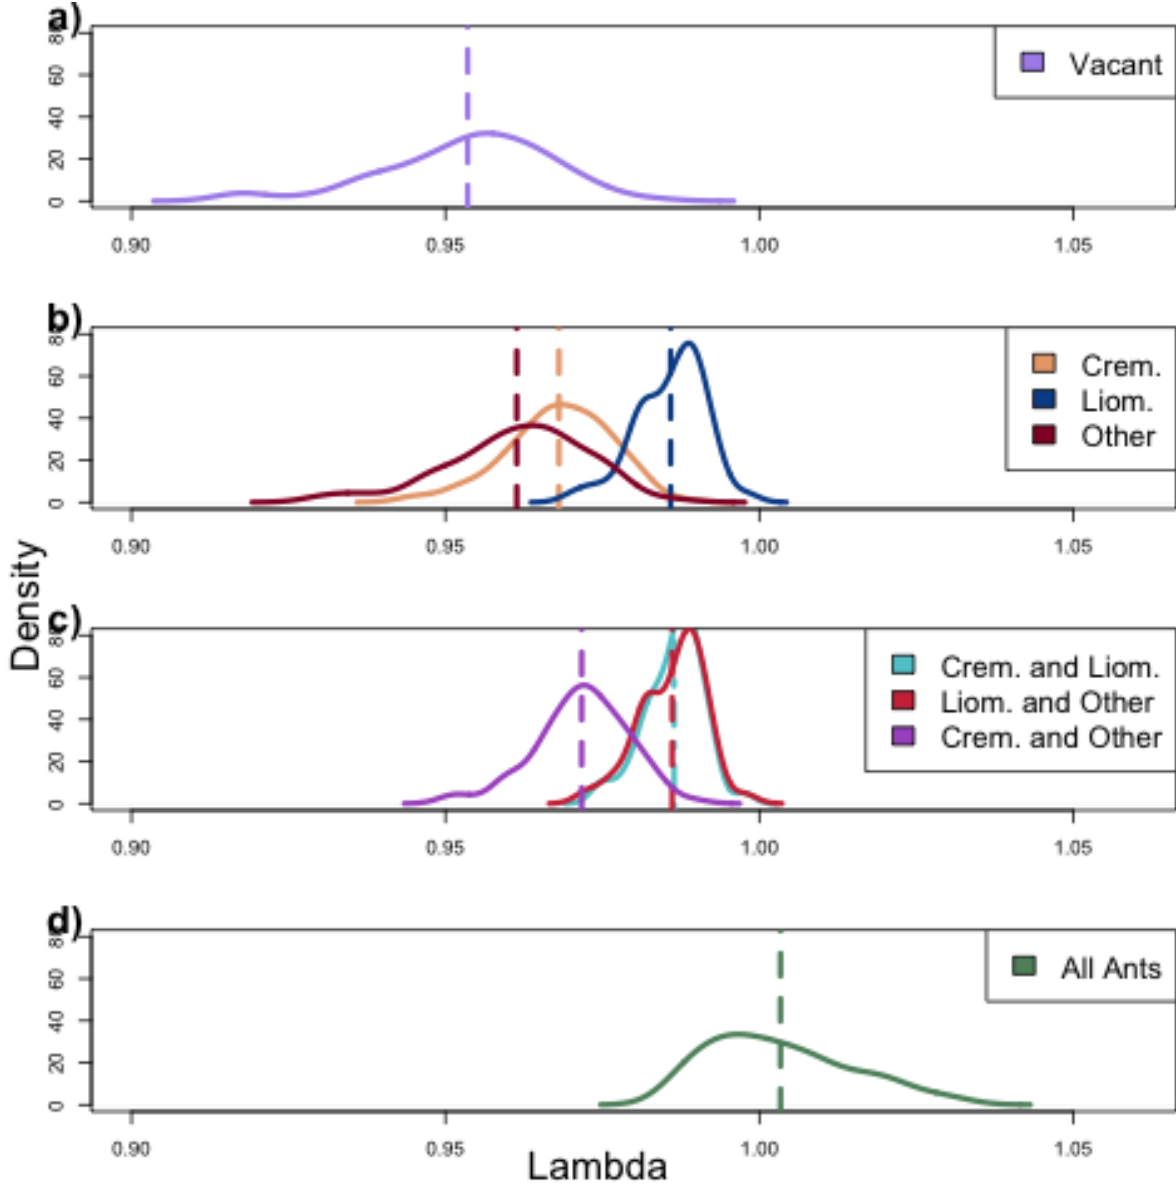 a)
80
60
40
20
0
Vacant
0.90 0.95 1.00 1.05
b)
80
60
40
20
0
Crem.
Liom.
Other
0.90 0.95 1.00 1.05
Density
c)
80
60
40
20
0
Crem. and Liom.
Liom. and Other
Crem. and Other
0.90 0.95 1.00 1.05
d)
80
60
40
20
0
All Ants
0.90 0.95 1.00 1.05
Lambda